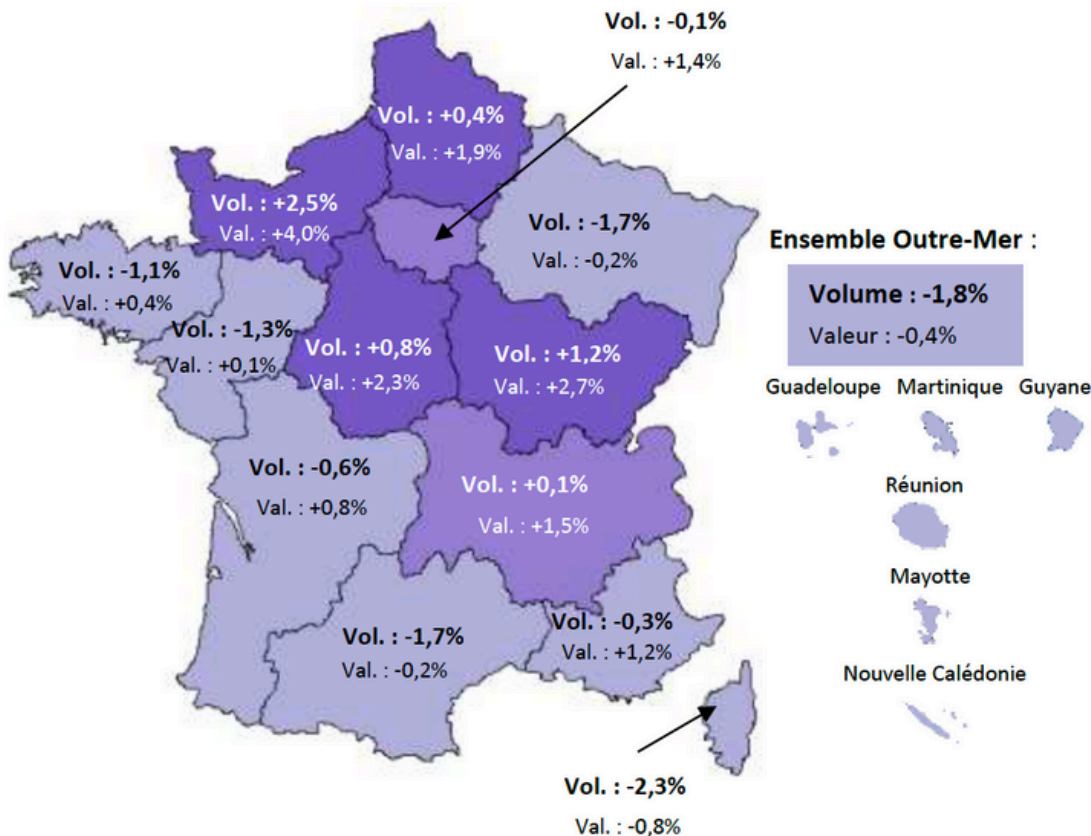 Vol. : -0,1%
Val. : +1,4%
Vol. : +0,4%
Val. : +1,9%
Vol. : +2,5%
Val. : +4,0%
Vol. : -1,7%
Val. : -0,2%
Vol. : -1,1%
Val. : +0,4%
Vol. : -1,3%
Val. : +0,1%
Vol. : +0,8%
Val. : +2,3%
Vol. : +1,2%
Val. : +2,7%
Vol. : -0,6%
Val. : +0,8%
Vol. : +0,1%
Val. : +1,5%
Vol. : -1,7%
Val. : -0,2%
Vol. : -0,3%
Val. : +1,2%
Vol. : -2,3%
Val. : -0,8%
Ensemble Outre-Mer :
Volume : -1,8%
Valeur : -0,4%
Guadeloupe Martinique Guyane
Réunion
Mayotte
Nouvelle Calédonie